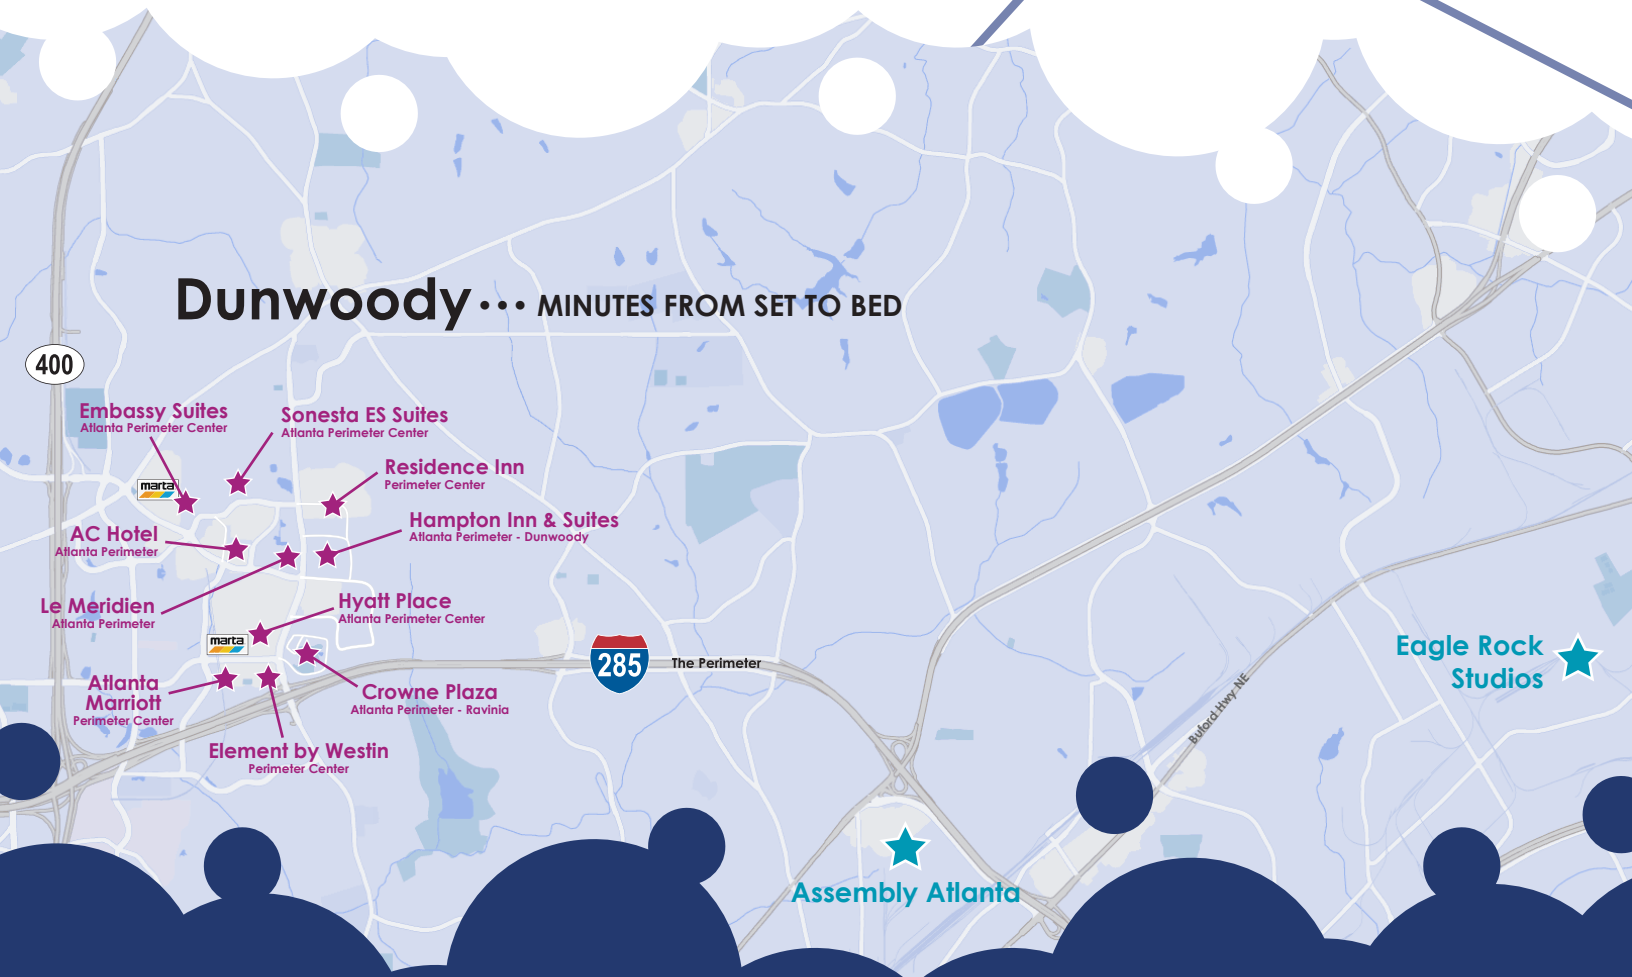 Dunwoody ••• MINUTES FROM SET TO BED
400
Embassy Suites
Atlanta Perimeter Center
Sonesta ES Suites
Atlanta Perimeter Center
Residence Inn
Perimeter Center
marta
Hampton Inn & Suites
Atlanta Perimeter - Dunwoody
AC Hotel
Atlanta Perimeter
Le Meridien
Atlanta Perimeter
Hyatt Place
Atlanta Perimeter Center
marta
285
The Perimeter
Eagle Rock
Studios
Atlanta
Marriott
Perimeter Center
Crowne Plaza
Atlanta Perimeter - Ravinia
Buford Hwy NE
Element by Westin
Perimeter Center
Assembly Atlanta